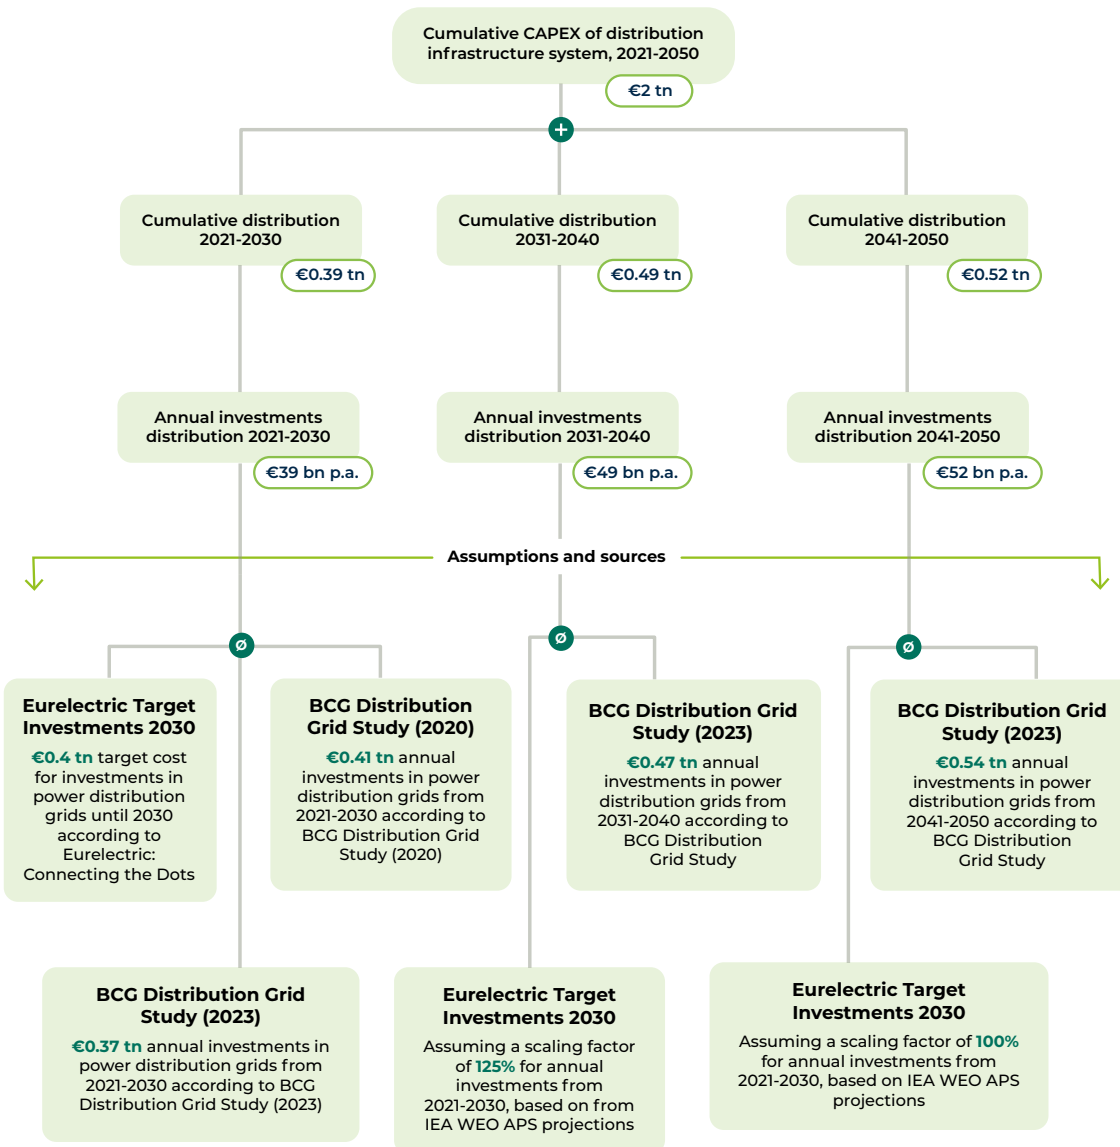 Cumulative CAPEX of distribution
infrastructure system, 2021-2050
€2 tn
+
Cumulative distribution
2021-2030
€0.39 tn
Cumulative distribution
2031-2040
€0.49 tn
Cumulative distribution
2041-2050
€0.52 tn
Annual investments
distribution 2021-2030
€39 bn p.a.
Annual investments
distribution 2031-2040
€49 bn p.a.
Annual investments
distribution 2041-2050
€52 bn p.a.
Assumptions and sources
Ø
Ø
Ø
Eurelectric Target
Investments 2030
€0.4 tn target cost
for investments in
power distribution
grids until 2030
according to
Eurelectric:
Connecting the Dots
BCG Distribution
Grid Study (2020)
€0.41 tn annual
investments in power
distribution grids from
2021-2030 according to
BCG Distribution Grid
Study (2020)
BCG Distribution Grid
Study (2023)
€0.47 tn annual
investments in power
distribution grids from
2031-2040 according to
BCG Distribution
Grid Study
BCG Distribution Grid
Study (2023)
€0.54 tn annual
investments in power
distribution grids from
2041-2050 according to
BCG Distribution
Grid Study
BCG Distribution Grid
Study (2023)
€0.37 tn annual investments in
power distribution grids from
2021-2030 according to BCG
Distribution Grid Study (2023)
Eurelectric Target
Investments 2030
Assuming a scaling factor
of 125% for annual
investments from
2021-2030, based on from
IEA WEO APS projections
Eurelectric Target
Investments 2030
Assuming a scaling factor of 100%
for annual investments from
2021-2030, based on IEA WEO APS
projections